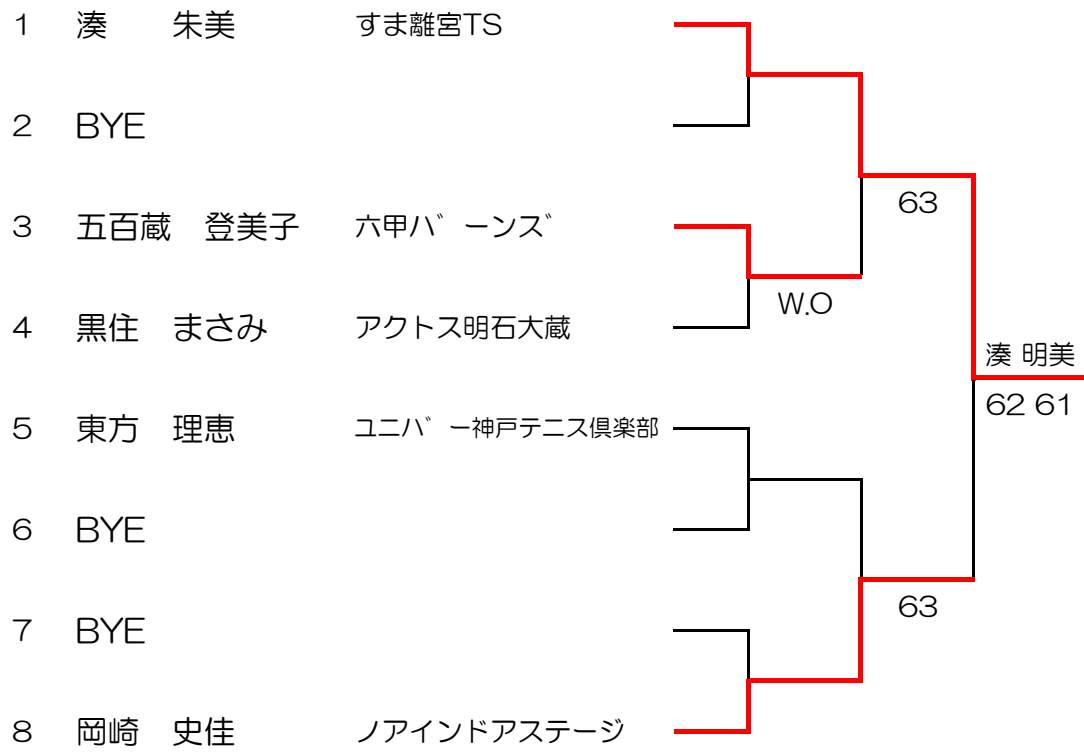 1 湊 朱美 すま離宮TS
2 BYE
63
3 五百蔵 登美子 六甲バーンズ
W.O
4 黒住 まさみ アクトス明石大蔵
湊 明美
62 61
5 東方 理恵 ユニバー神戸テニス倶楽部
6 BYE
63
7 BYE
8 岡崎 史佳 ノアインドアステージ